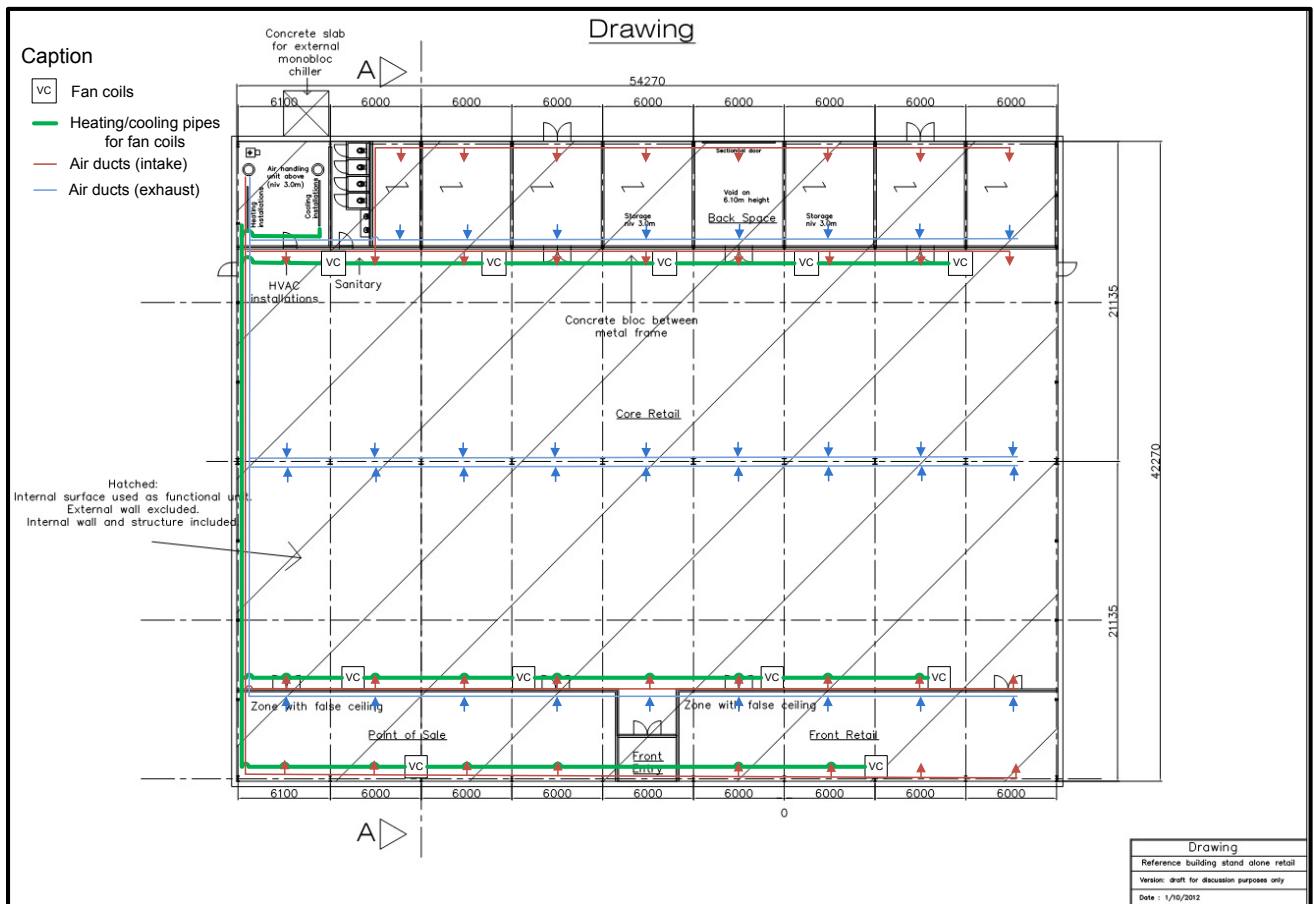 Drawing
Caption
VC Fan coils
Heating/cooling pipes
for fan coils
Air ducts (intake)
Air ducts (exhaust)
Concrete slab
for external
monobloc
chiller
A
54270
6100 6000 6000 6000 6000 6000 6000 6000 6000
Air handling
unit above
(niv 3.0m)
Heating
installations
Cooling
installations
Sectional door
Void on
6.10m height
Storage
niv 3.0m
Back Space
Storage
niv 3.0m
VC VC VC VC VC
HVAC
installations
Sanitary
Concrete bloc between
metal frame
21135
Core Retail
42270
Hatched:
Internal surface used as functional unit.
External wall excluded.
Internal wall and structure included
21135
VC VC VC VC
Zone with false ceiling
Zone with false ceiling
Point of Sale
Front Retail
Front
Entry
VC VC
6100 6000 6000 6000 6000 6000 6000 6000 6000
0
A
Drawing
Reference building stand alone retail
Version: draft for discussion purposes only
Date : 1/10/2012